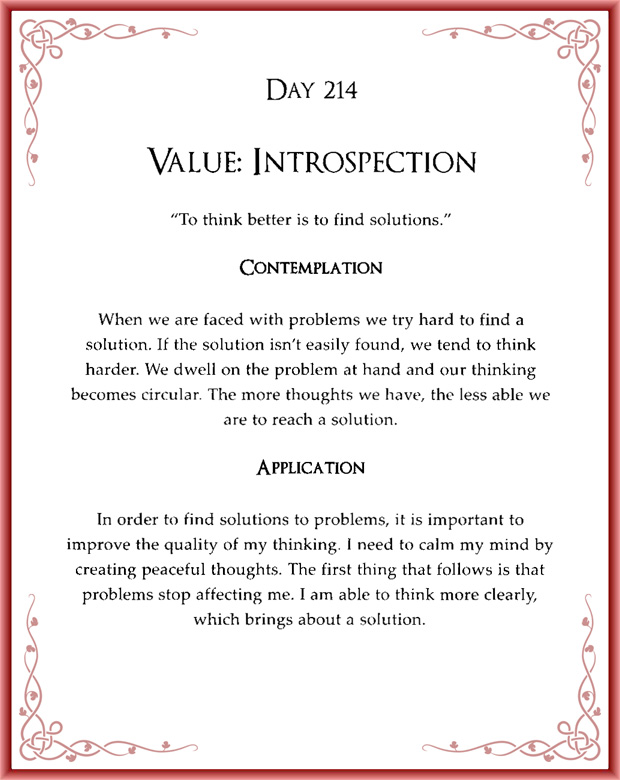 Day 214
Value: Introspection
“To think better is to find solutions.”
Contemplation
When we are faced with problems we try hard to find a
solution. If the solution isn’t easily found, we tend to think
harder. We dwell on the problem at hand and our thinking
becomes circular. The more thoughts we have, the less able we
are to reach a solution.
Application
In order to find solutions to problems, it is important to
improve the quality of my thinking. I need to calm my mind by
creating peaceful thoughts. The first thing that follows is that
problems stop affecting me. I am able to think more clearly,
which brings about a solution.